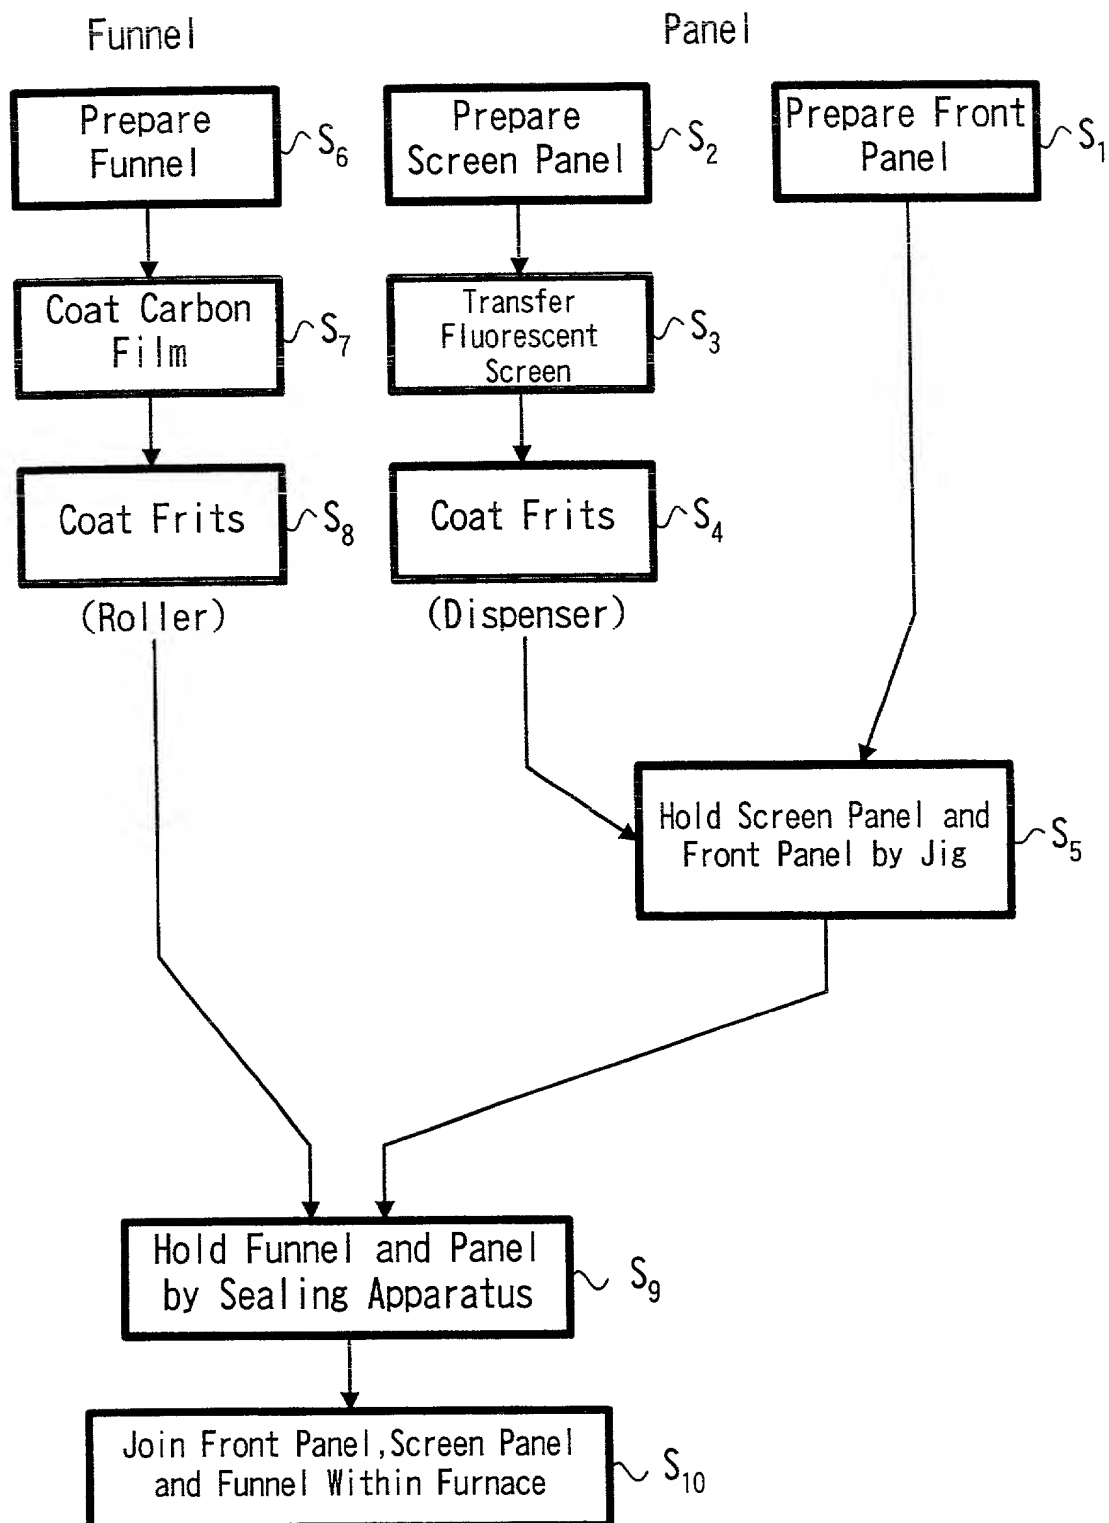 Funnel
Panel
Prepare
Funnel
S6
Prepare
Screen Panel
S2
Prepare Front
Panel
S1
Coat Carbon
Film
S7
Transfer
Fluorescent
Screen
S3
Coat Frits
S8
(Roller)
Coat Frits
S4
(Dispenser)
Hold Screen Panel and
Front Panel by Jig
S5
Hold Funnel and Panel
by Sealing Apparatus
S9
Join Front Panel,Screen Panel
and Funnel Within Furnace
S10